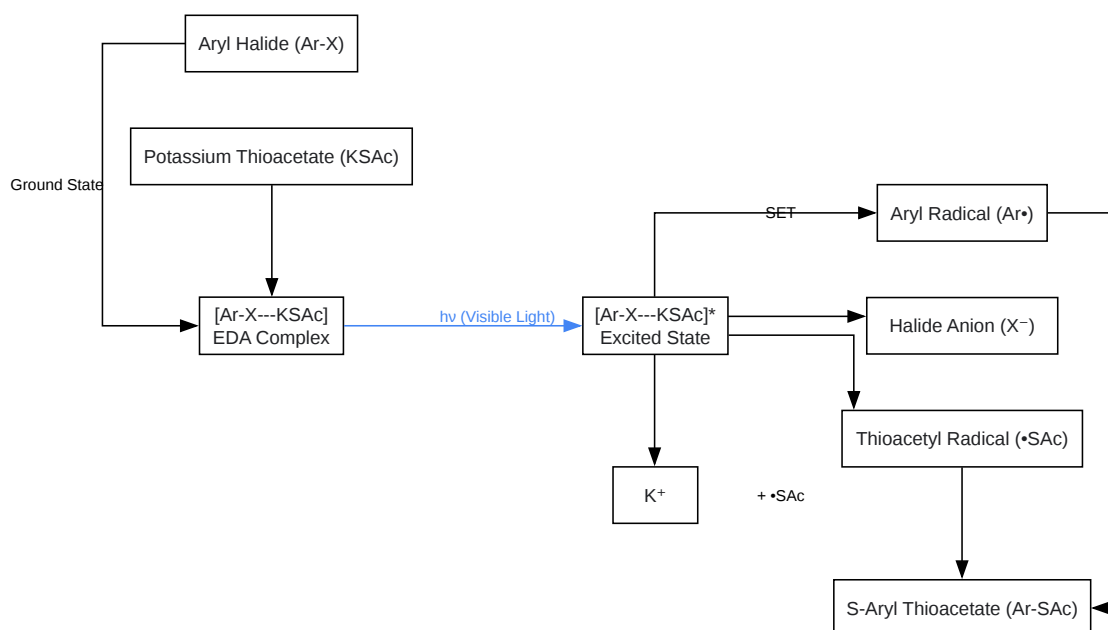 Aryl Halide (Ar-X)
Potassium Thioacetate (KSAc)
Ground State
SET
Aryl Radical (Ar•)
[Ar-X---KSAc]
EDA Complex
hν (Visible Light)
[Ar-X---KSAc]*
Excited State
Halide Anion (X⁻)
Thioacetyl Radical (•SAc)
K⁺
+ •SAc
S-Aryl Thioacetate (Ar-SAc)